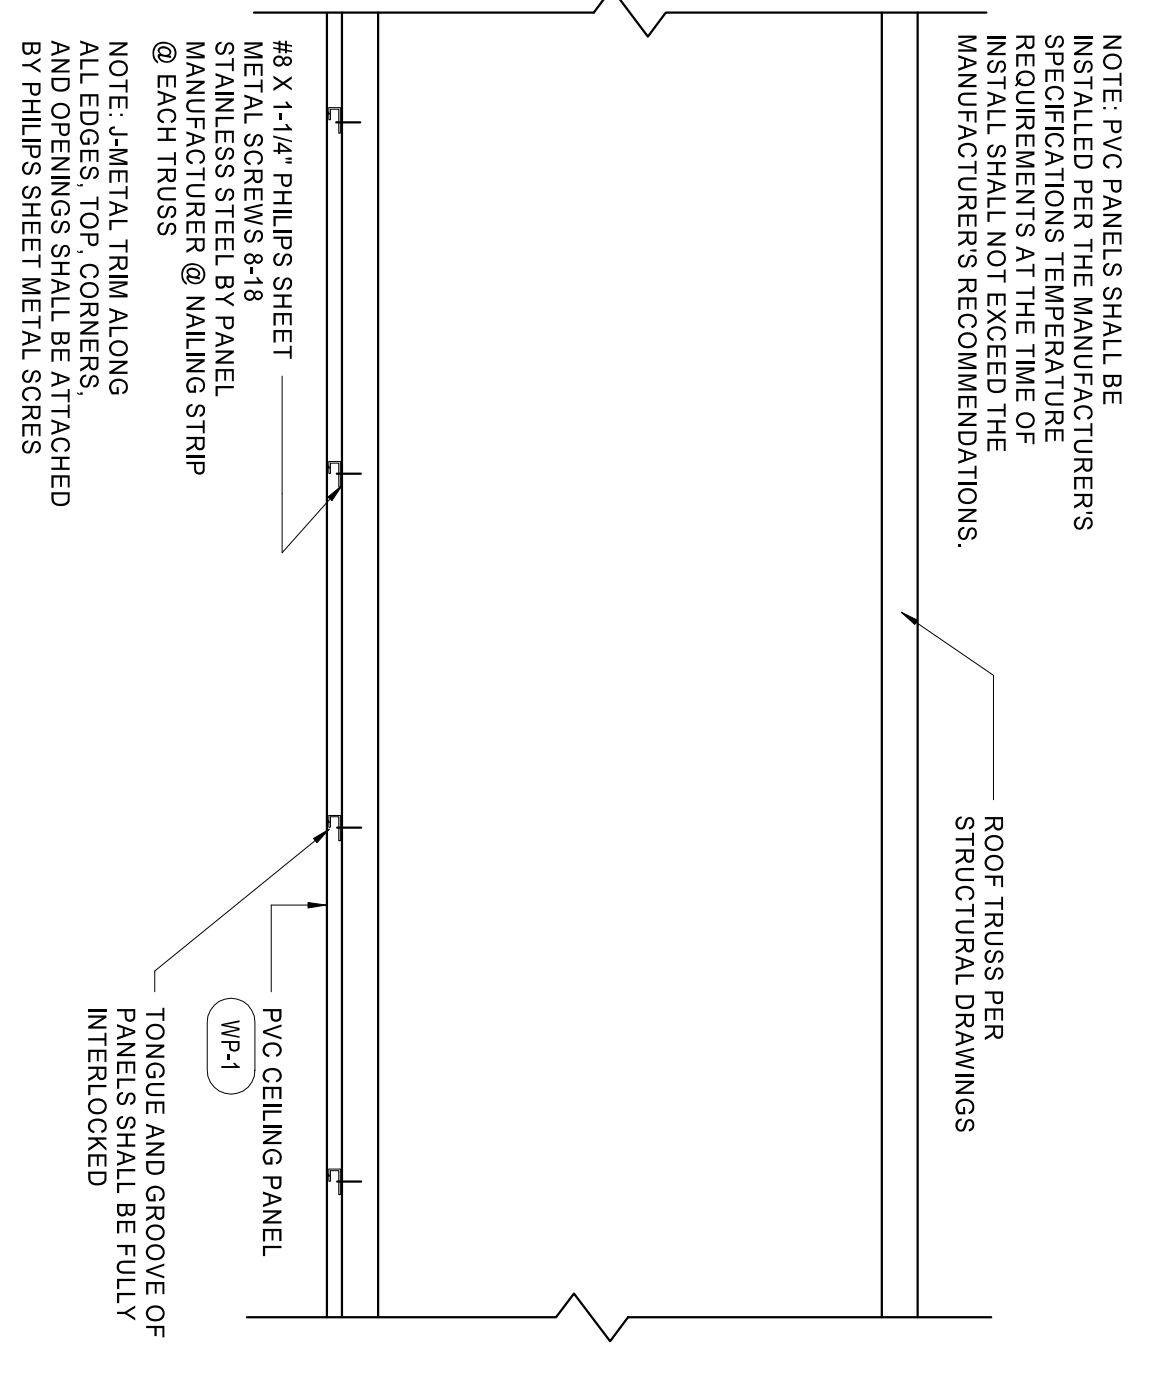 NOTE: PVC PANELS SHALL BE
INSTALLED PER THE MANUFACTURER'S
SPECIFICATIONS TEMPERATURE
REQUIREMENTS AT THE TIME OF
INSTALL SHALL NOT EXCEED THE
MANUFACTURER'S RECOMMENDATIONS.
ROOF TRUSS PER
STRUCTURAL DRAWINGS
#8 X 1-1/4" PHILIPS SHEET
METAL SCREWS 8-18
STAINLESS STEEL BY PANEL
MANUFACTURER @ NAILING STRIP
@ EACH TRUSS
NOTE: J-METAL TRIM ALONG
ALL EDGES, TOP, CORNERS,
AND OPENINGS SHALL BE ATTACHED
BY PHILIPS SHEET METAL SCRES
PVC CEILING PANEL
WP-1
TONGUE AND GROOVE OF
PANELS SHALL BE FULLY
INTERLOCKED